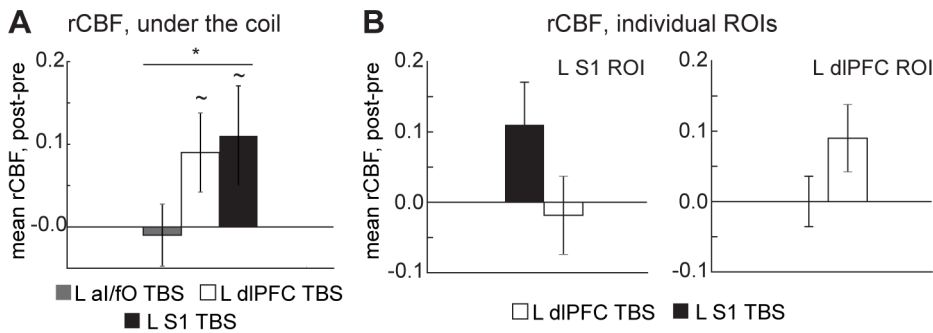 A rCBF, under the coil
mean rCBF, post-pre
0.2
0.1
-0.0
*
~
~
L aI/fO TBS
L dlPFC TBS
L S1 TBS
B rCBF, individual ROIs
mean rCBF, post-pre
0.2
0.1
0.0
-0.1
L S1 ROI
0.2
0.1
0.0
-0.1
L dlPFC ROI
L dlPFC TBS
L S1 TBS